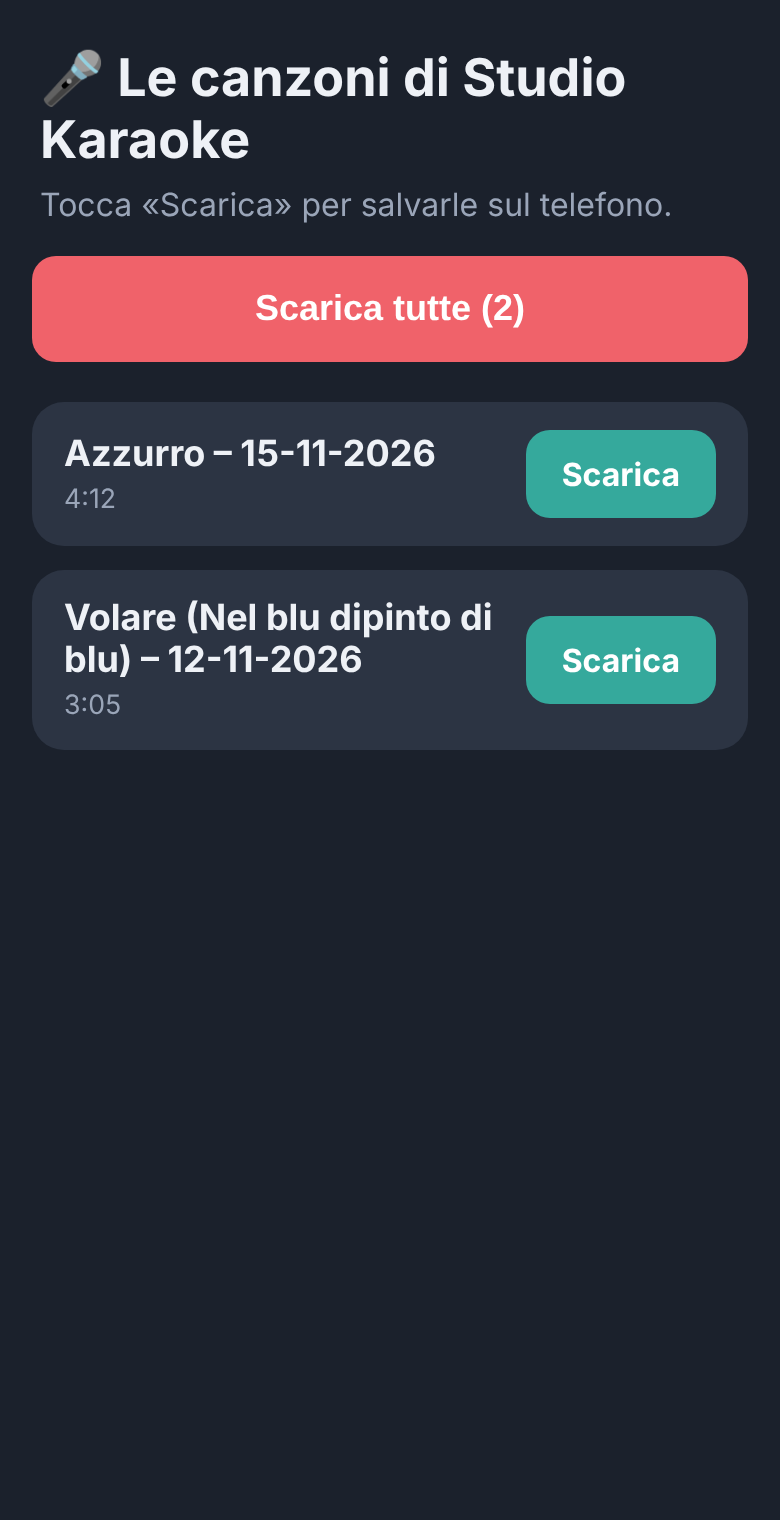 🎤 Le canzoni di Studio
Karaoke
Tocca «Scarica» per salvarle sul telefono.
Scarica tutte (2)
Azzurro – 15-11-2026
4:12
Scarica
Volare (Nel blu dipinto di
blu) – 12-11-2026
3:05
Scarica